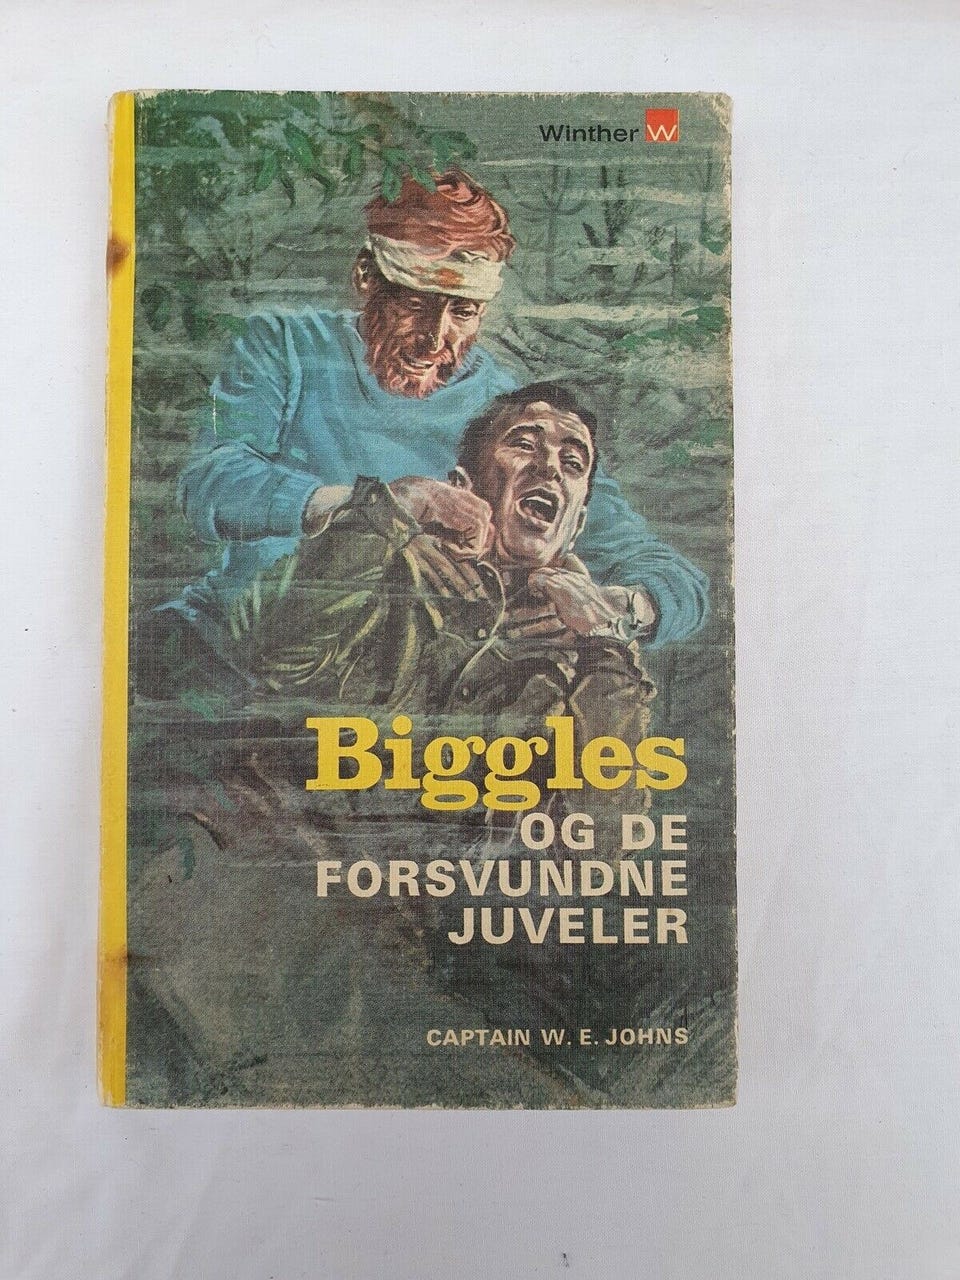 Winther W
Biggles
OG DE
FORSVUNDNE
JUVELER
CAPTAIN W. E. JOHNS